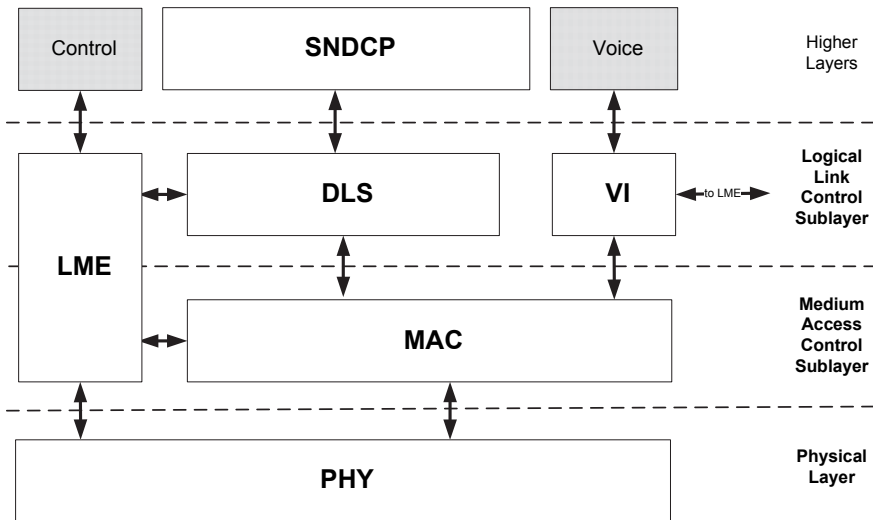 Control
SNDCP
Voice
Higher
Layers
DLS
VI
to LME
Logical
Link
Control
Sublayer
LME
MAC
Medium
Access
Control
Sublayer
PHY
Physical
Layer